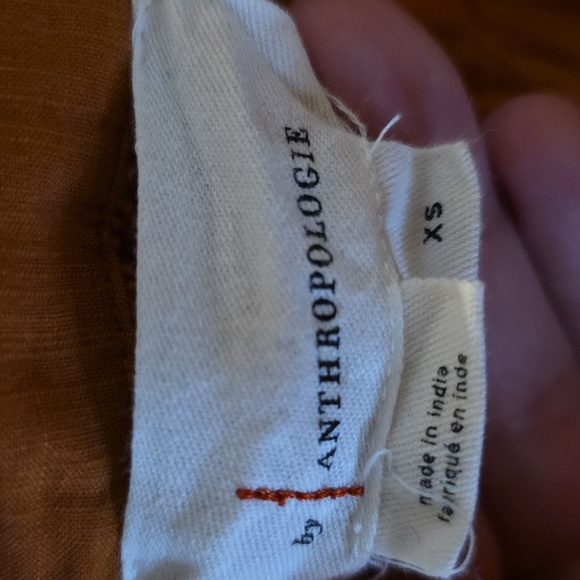 by ANTHROPOLOGIE
XS
made in india
fabriqué en inde